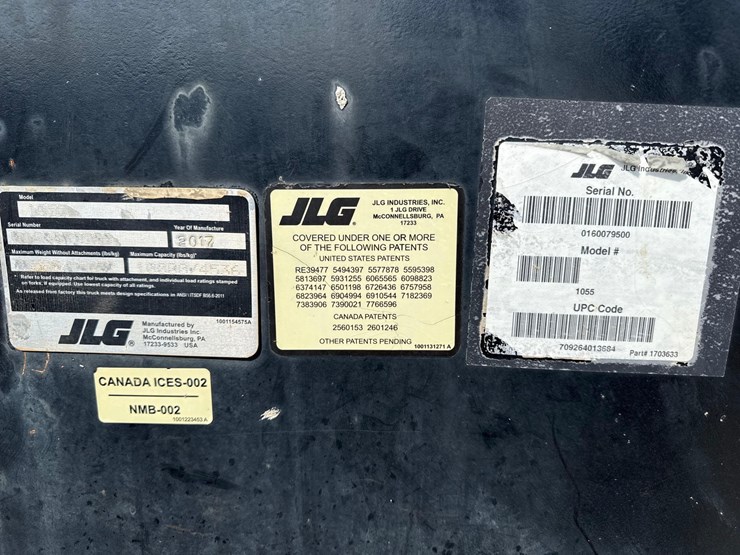 Model
Serial Number
Year Of Manufacture
2017
Maximum Weight Without Attachments (lbs/kg)
Maximum Capacity (lbs/kg)*
/4536
* Refer to load capacity chart for truck with attachment, and individual load ratings stamped
on forks, if equipped. Use lowest capacity of all ratings.
As released from factory this truck meets design specifications in ANSI/ITSDF B56.6-2011
JLG
Manufactured by
JLG Industries Inc
McConnellsburg, PA
17233-9533 USA
1001154575A
CANADA ICES-002
NMB-002
1001223453 A
JLG
JLG INDUSTRIES, INC.
1 JLG DRIVE
McCONNELLSBURG, PA
17233
COVERED UNDER ONE OR MORE
OF THE FOLLOWING PATENTS
UNITED STATES PATENTS
RE39477 5494397 5577878 5595398
5813697 5931255 6065565 6098823
6374147 6501198 6726436 6757958
6823964 6904994 6910544 7182369
7383906 7390021 7766596
CANADA PATENTS
2560153 2601246
OTHER PATENTS PENDING
1001131271 A
JLG JLG Industries
Serial No.
0160079500
Model #
1055
UPC Code
709264013684
Part# 1703633